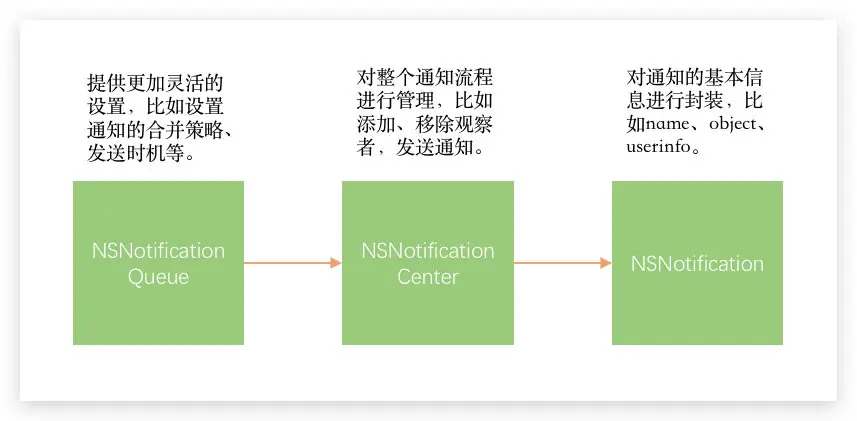 提供更加灵活的
设置，比如设置
通知的合并策略、
发送时机等。
对整个通知流程
进行管理，比如
添加、移除观察
者，发送通知。
对通知的基本信
息进行封装，比
如name、object、
userinfo。
NSNotification
Queue
NSNotification
Center
NSNotification